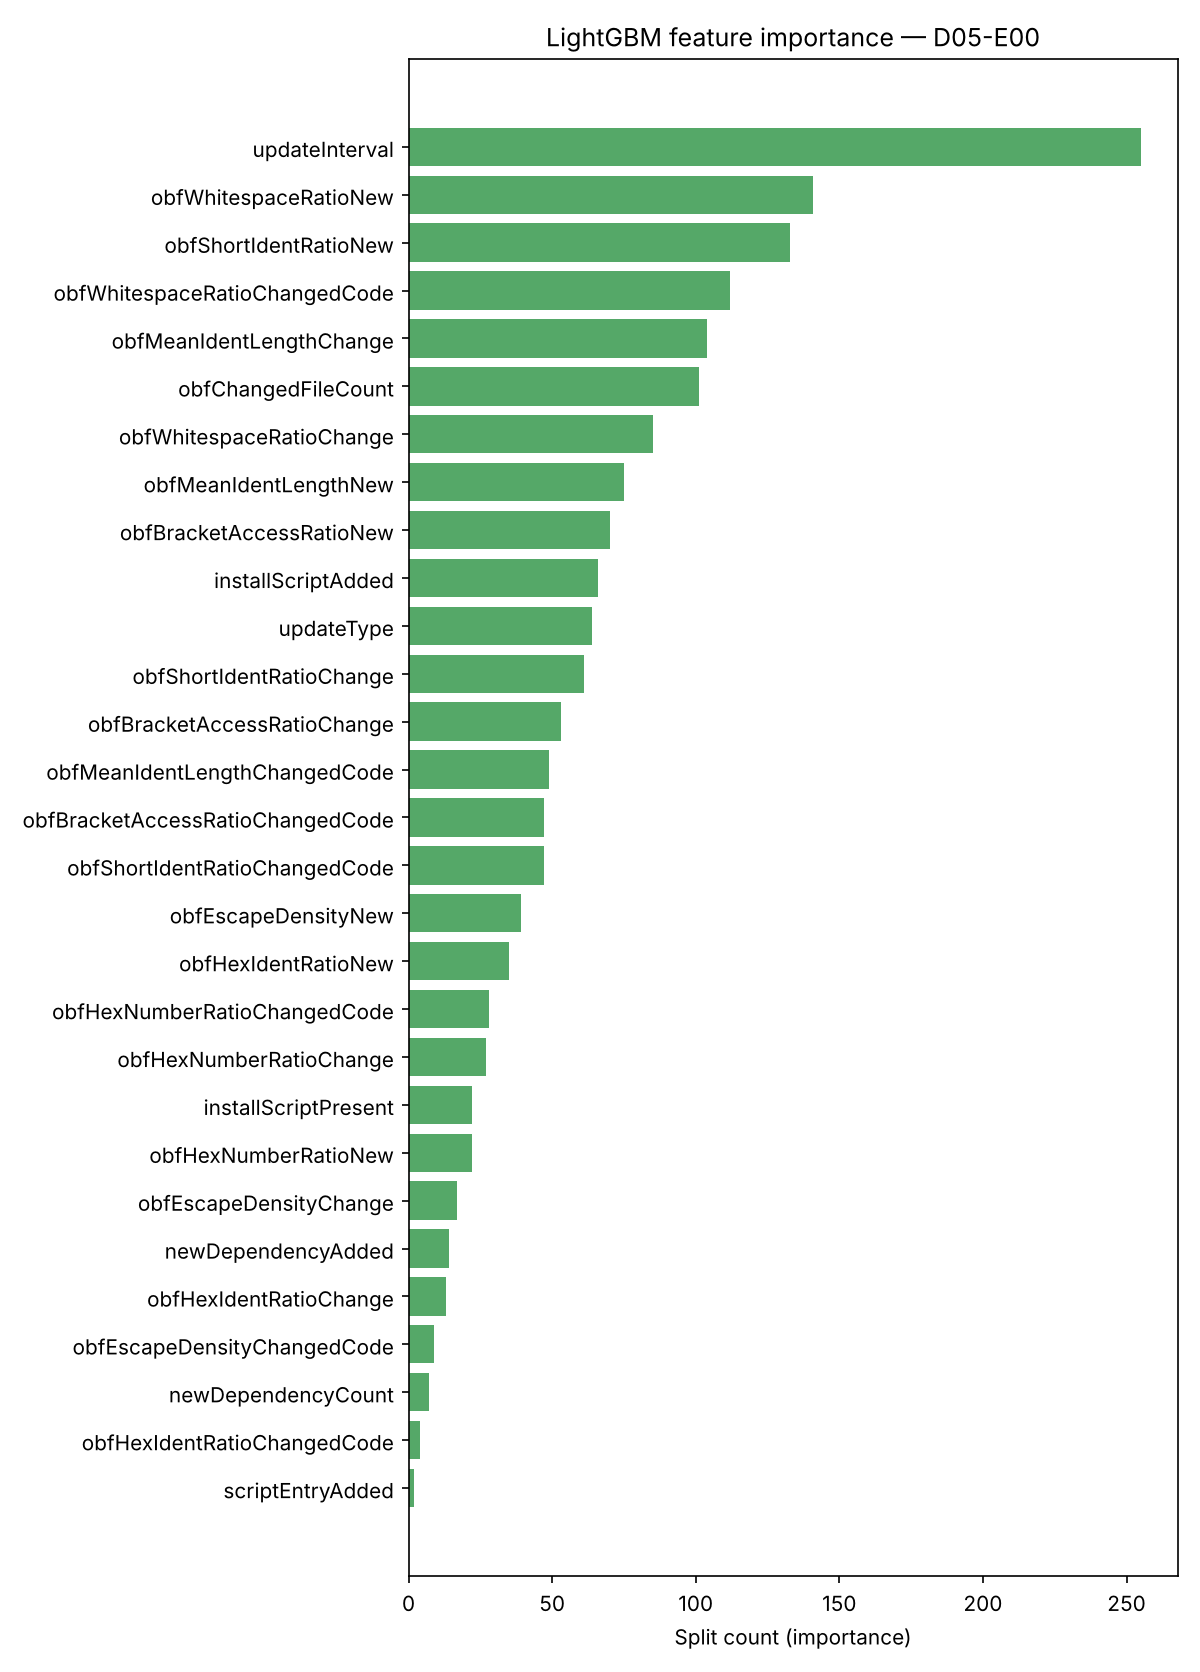 LightGBM feature importance — D05-E00
updateInterval
obfWhitespaceRatioNew
obfShortIdentRatioNew
obfWhitespaceRatioChangedCode
obfMeanIdentLengthChange
obfChangedFileCount
obfWhitespaceRatioChange
obfMeanIdentLengthNew
obfBracketAccessRatioNew
installScriptAdded
updateType
obfShortIdentRatioChange
obfBracketAccessRatioChange
obfMeanIdentLengthChangedCode
obfBracketAccessRatioChangedCode
obfShortIdentRatioChangedCode
obfEscapeDensityNew
obfHexIdentRatioNew
obfHexNumberRatioChangedCode
obfHexNumberRatioChange
installScriptPresent
obfHexNumberRatioNew
obfEscapeDensityChange
newDependencyAdded
obfHexIdentRatioChange
obfEscapeDensityChangedCode
newDependencyCount
obfHexIdentRatioChangedCode
scriptEntryAdded
0 50 100 150 200 250
Split count (importance)